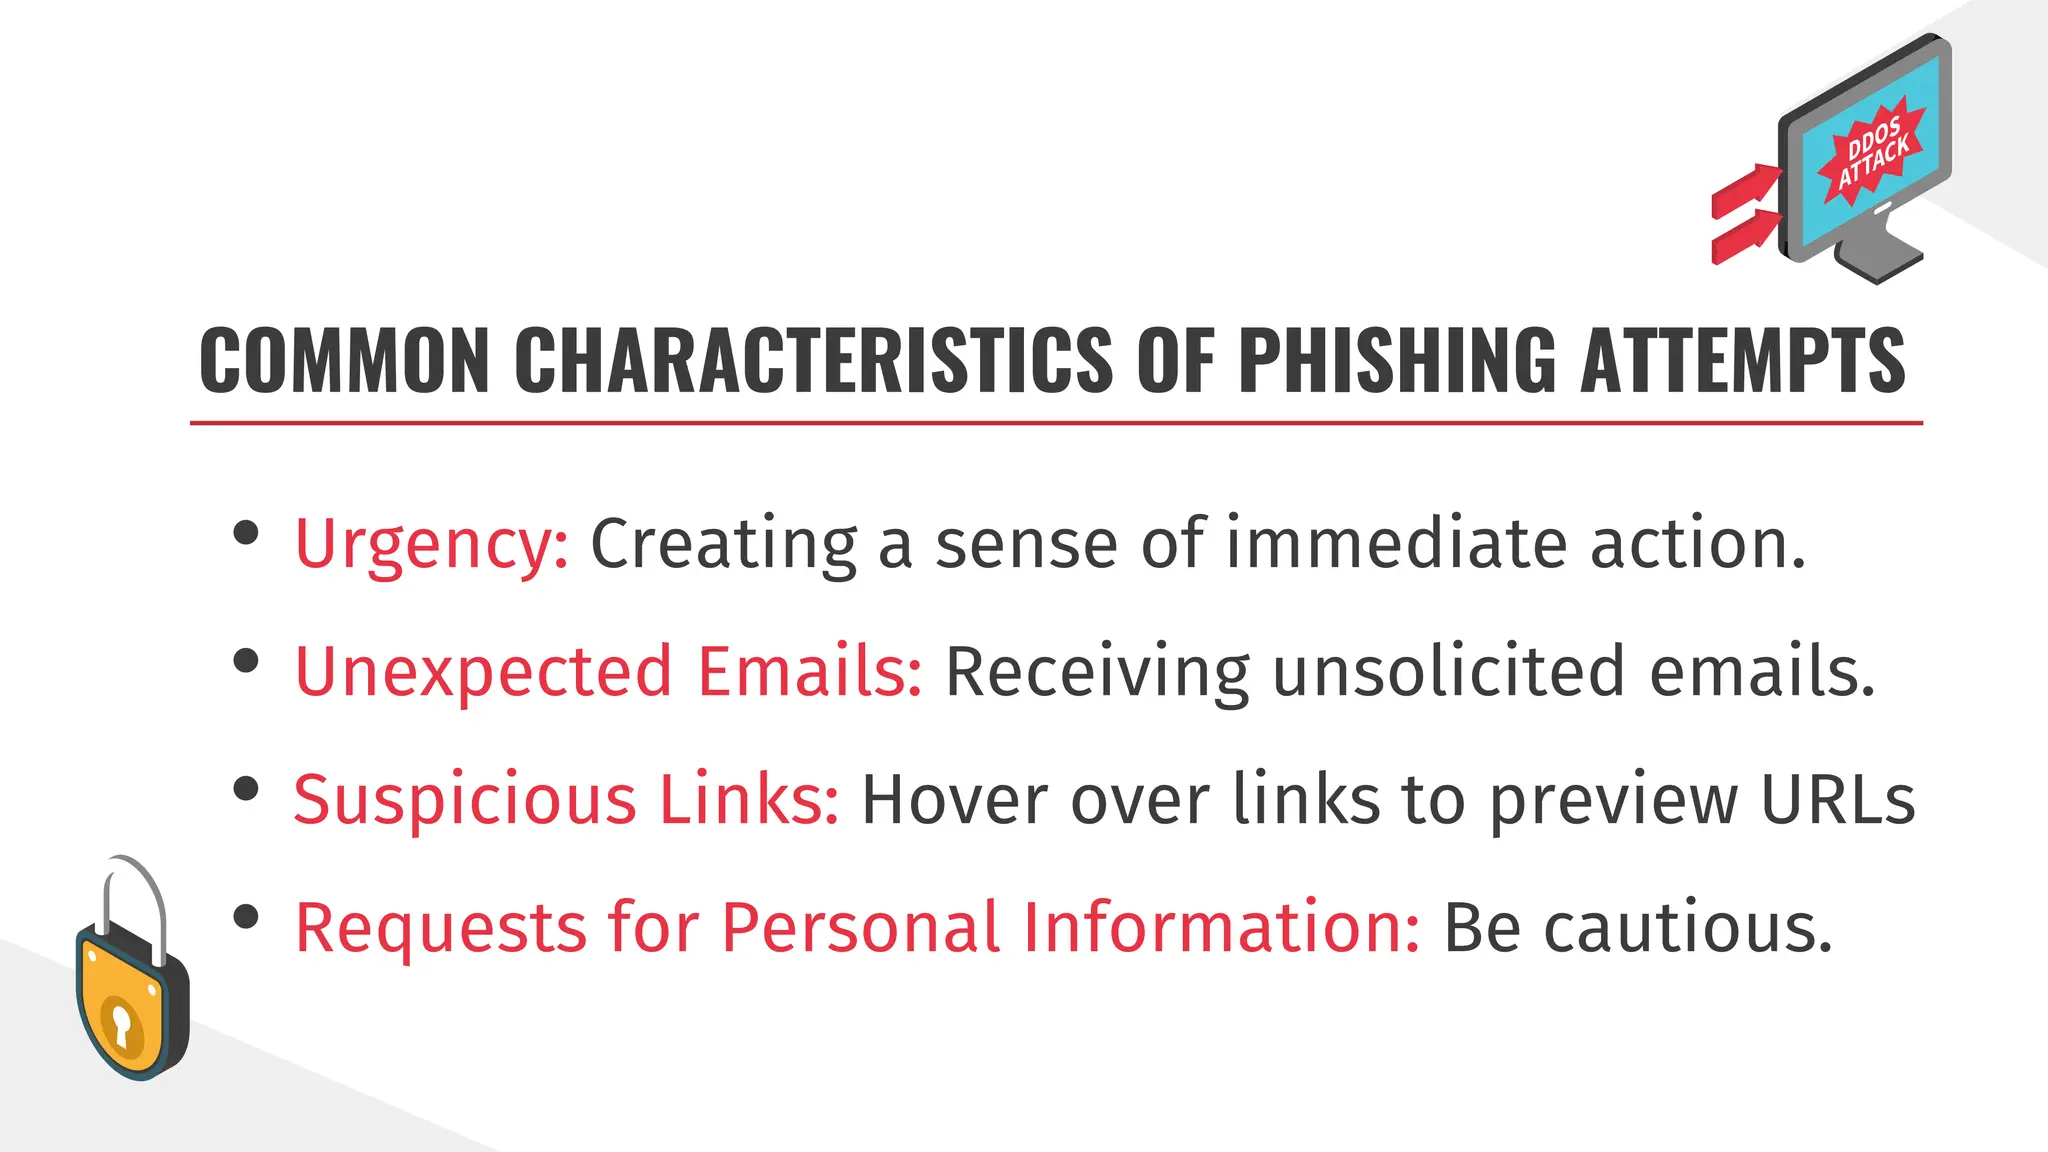 DDOS
ATTACK
COMMON CHARACTERISTICS OF PHISHING ATTEMPTS
• Urgency: Creating a sense of immediate action.
• Unexpected Emails: Receiving unsolicited emails.
• Suspicious Links: Hover over links to preview URLs
• Requests for Personal Information: Be cautious.